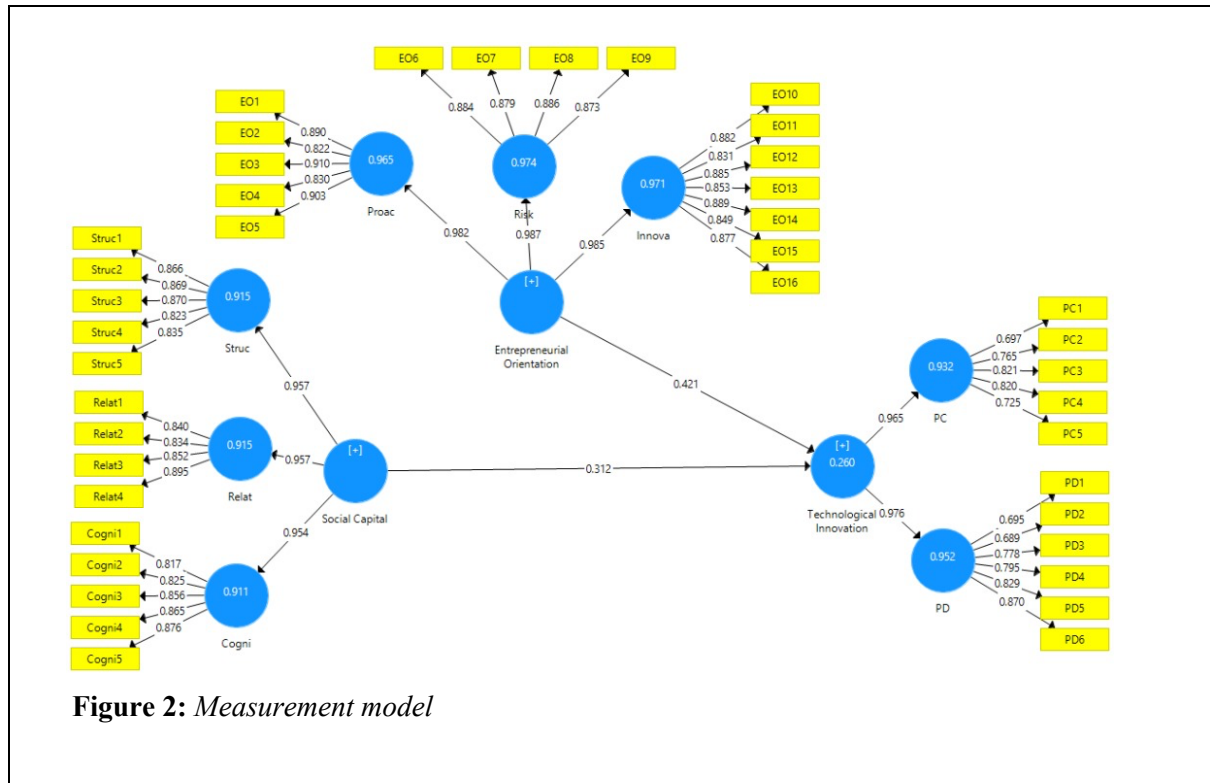 EO6
EO7
EO8
EO9
0.884
0.879
0.886
0.873
EO1
EO2
EO3
EO4
EO5
0.890
0.822
0.910
0.830
0.903
0.965
Proac
0.974
Risk
0.971
Innova
EO10
EO11
EO12
EO13
EO14
EO15
EO16
0.882
0.831
0.885
0.853
0.889
0.849
0.877
0.982
0.987
0.985
[+]
Entrepreneurial
Orientation
Struc1
Struc2
Struc3
Struc4
Struc5
0.866
0.869
0.870
0.823
0.835
0.915
Struc
0.957
Relat1
Relat2
Relat3
Relat4
0.840
0.834
0.852
0.895
0.915
Relat
0.957
[+]
Social Capital
0.954
Cogni1
Cogni2
Cogni3
Cogni4
Cogni5
0.817
0.825
0.856
0.865
0.876
0.911
Cogni
0.421
0.312
[+]
0.260
Technological
Innovation
0.965
0.976
0.932
PC
0.697
0.765
0.821
0.820
0.725
PC1
PC2
PC3
PC4
PC5
0.952
PD
0.695
0.689
0.778
0.795
0.829
0.870
PD1
PD2
PD3
PD4
PD5
PD6
Figure 2: Measurement model